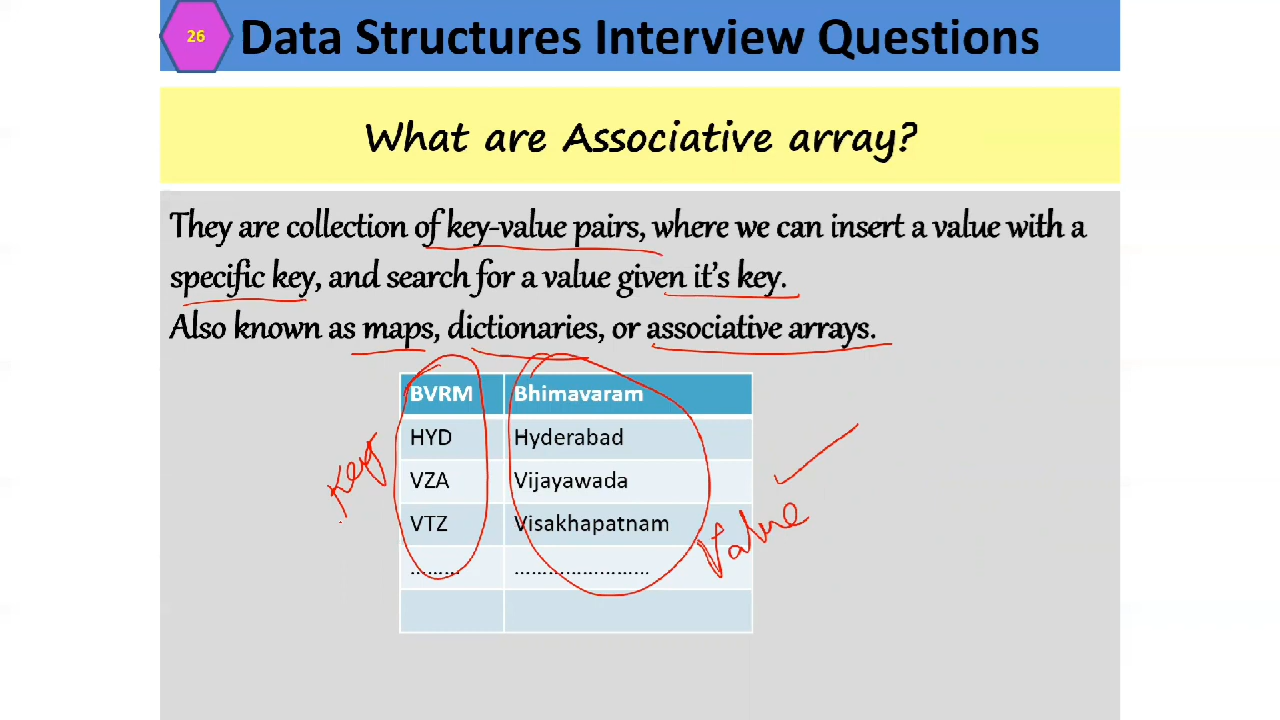 26
Data Structures Interview Questions
What are Associative array?
They are collection of key-value pairs, where we can insert a value with a
specific key, and search for a value given it's key.
Also known as maps, dictionaries, or associative arrays.
BVRM Bhimavaram
HYD Hyderabad
VZA Vijayawada
VTZ Visakhapatnam
......... ........................
Key
Value